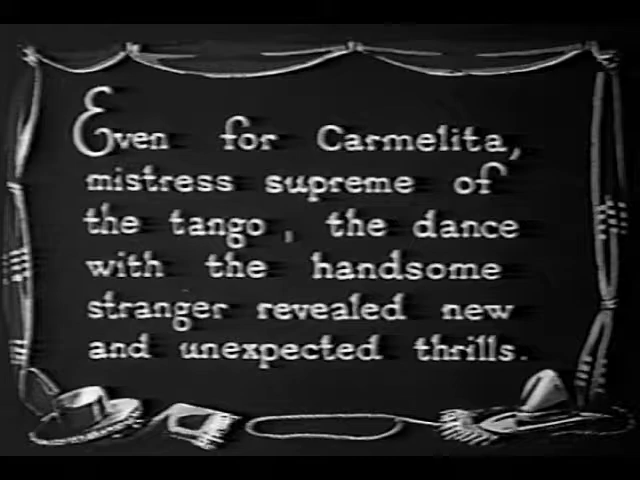 Even for Carmelita,
mistress supreme of
the tango, the dance
with the handsome
stranger revealed new
and unexpected thrills.